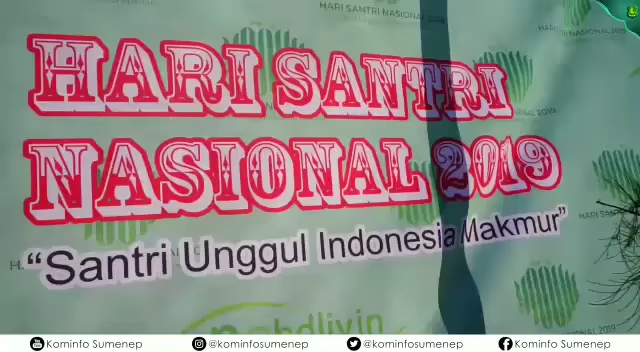 HARI SANTRI NASIONAL 2019
HARI SANTRI
NASIONAL 2019
"Santri Unggul Indonesia Makmur"
Kominfo Sumenep
@kominfosumenep
@kominfosumenep
Kominfo Sumenep